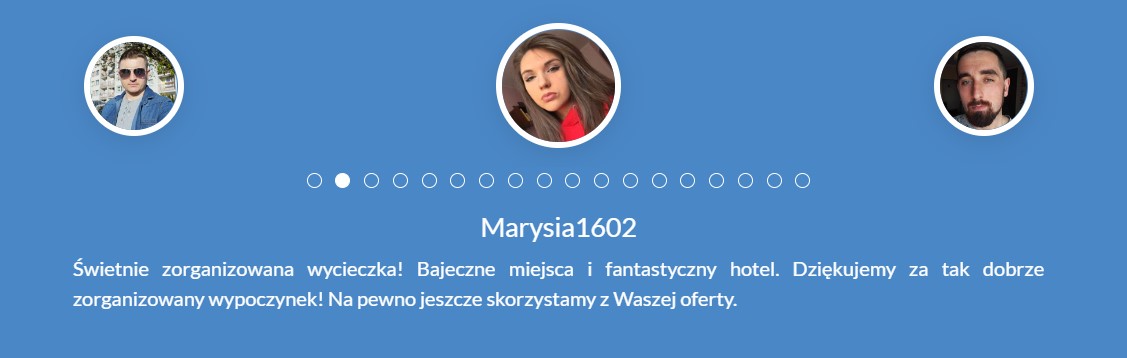 Marysia1602
Świetnie zorganizowana wycieczka! Bajeczne miejsca i fantastyczny hotel. Dziękujemy za tak dobrze
zorganizowany wypoczynek! Na pewno jeszcze skorzystamy z Waszej oferty.